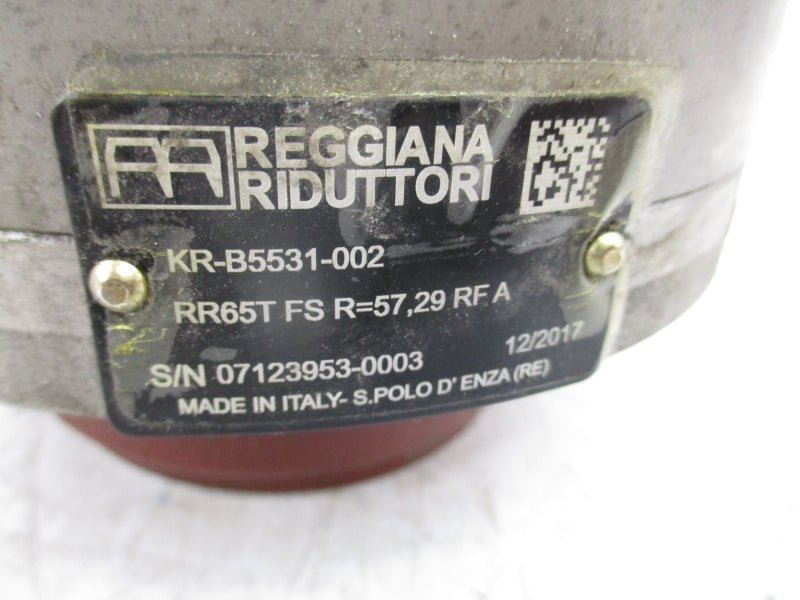 REGGIANA
RIDUTTORI
KR-B5531-002
RR65T FS R=57,29 RF A
12/2017
S/N 07123953-0003
MADE IN ITALY- S.POLO D' ENZA (RE)